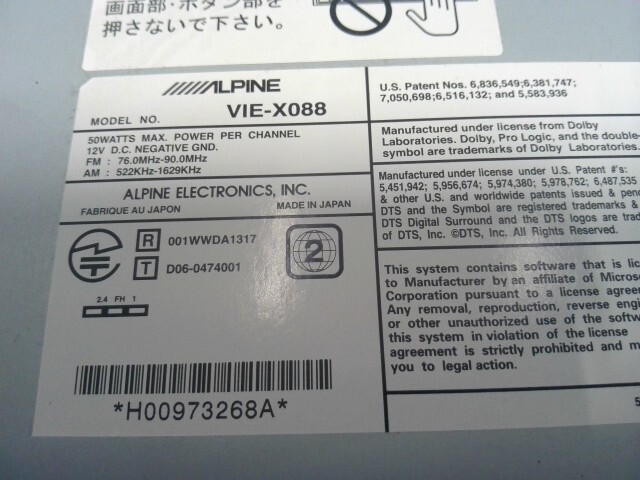 画面部・ボタン部を
押さないで下さい。
ALPINE
MODEL NO. VIE-X088
50WATTS MAX. POWER PER CHANNEL
12V D.C. NEGATIVE GND.
FM : 76.0MHz-90.0MHz
AM : 522KHz-1629KHz
ALPINE ELECTRONICS, INC.
FABRIQUE AU JAPON MADE IN JAPAN
R 001WWDA1317
T D06-0474001
2
2.4 FH 1
*H00973268A*
U.S. Patent Nos. 6,836,549;6,381,747;
7,050,698;6,516,132; and 5,583,936
Manufactured under license from Dolby
Laboratories. Dolby, Pro Logic, and the double-
symbol are trademarks of Dolby Laboratories.
Manufactured under license under U.S. Patent #'s:
5,451,942; 5,956,674; 5,974,380; 5,978,762; 6,487,535
& other U.S. and worldwide patents issued & pend
DTS and the Symbol are registered trademarks &
DTS Digital Surround and the DTS logos are trad
of DTS, Inc. ©DTS, Inc. All Rights Reserved.
This system contains software that is lic
to Manufacturer by an affiliate of Microso
Corporation pursuant to a license agree
Any removal, reproduction, reverse engi
or other unauthorized use of the softw
this system in violation of the license
agreement is strictly prohibited and m
you to legal action.
5